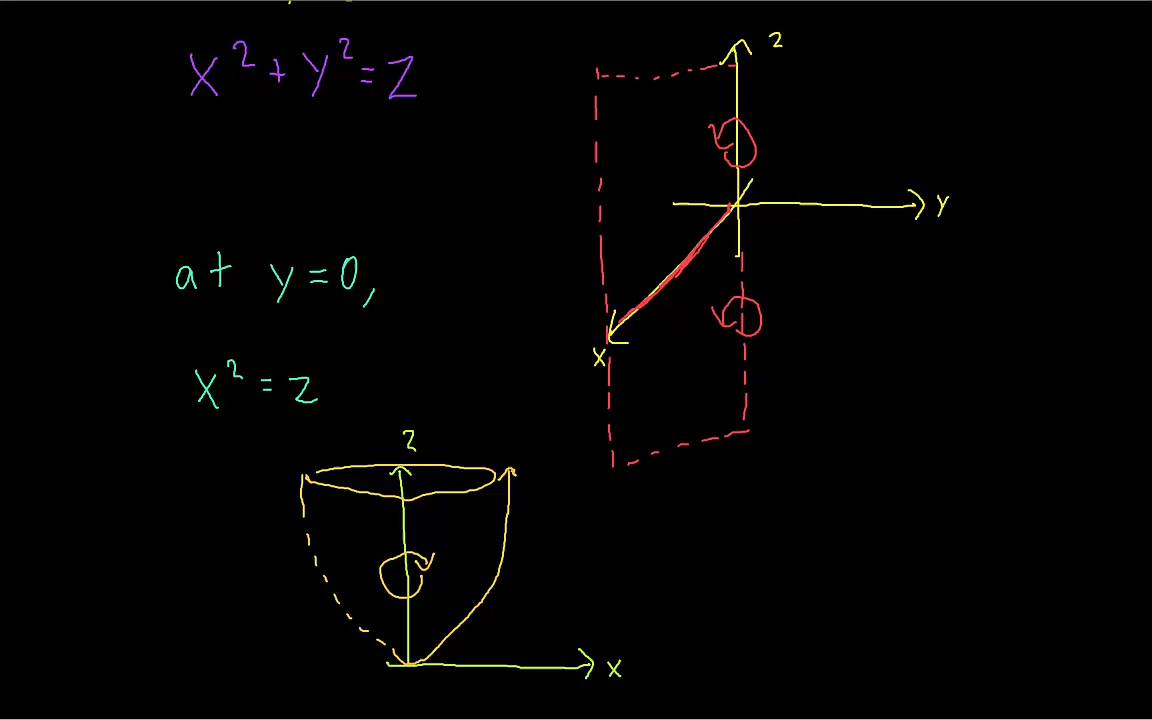 X² + Y² = Z
at y = 0,
x² = z
z
y
x
z
x